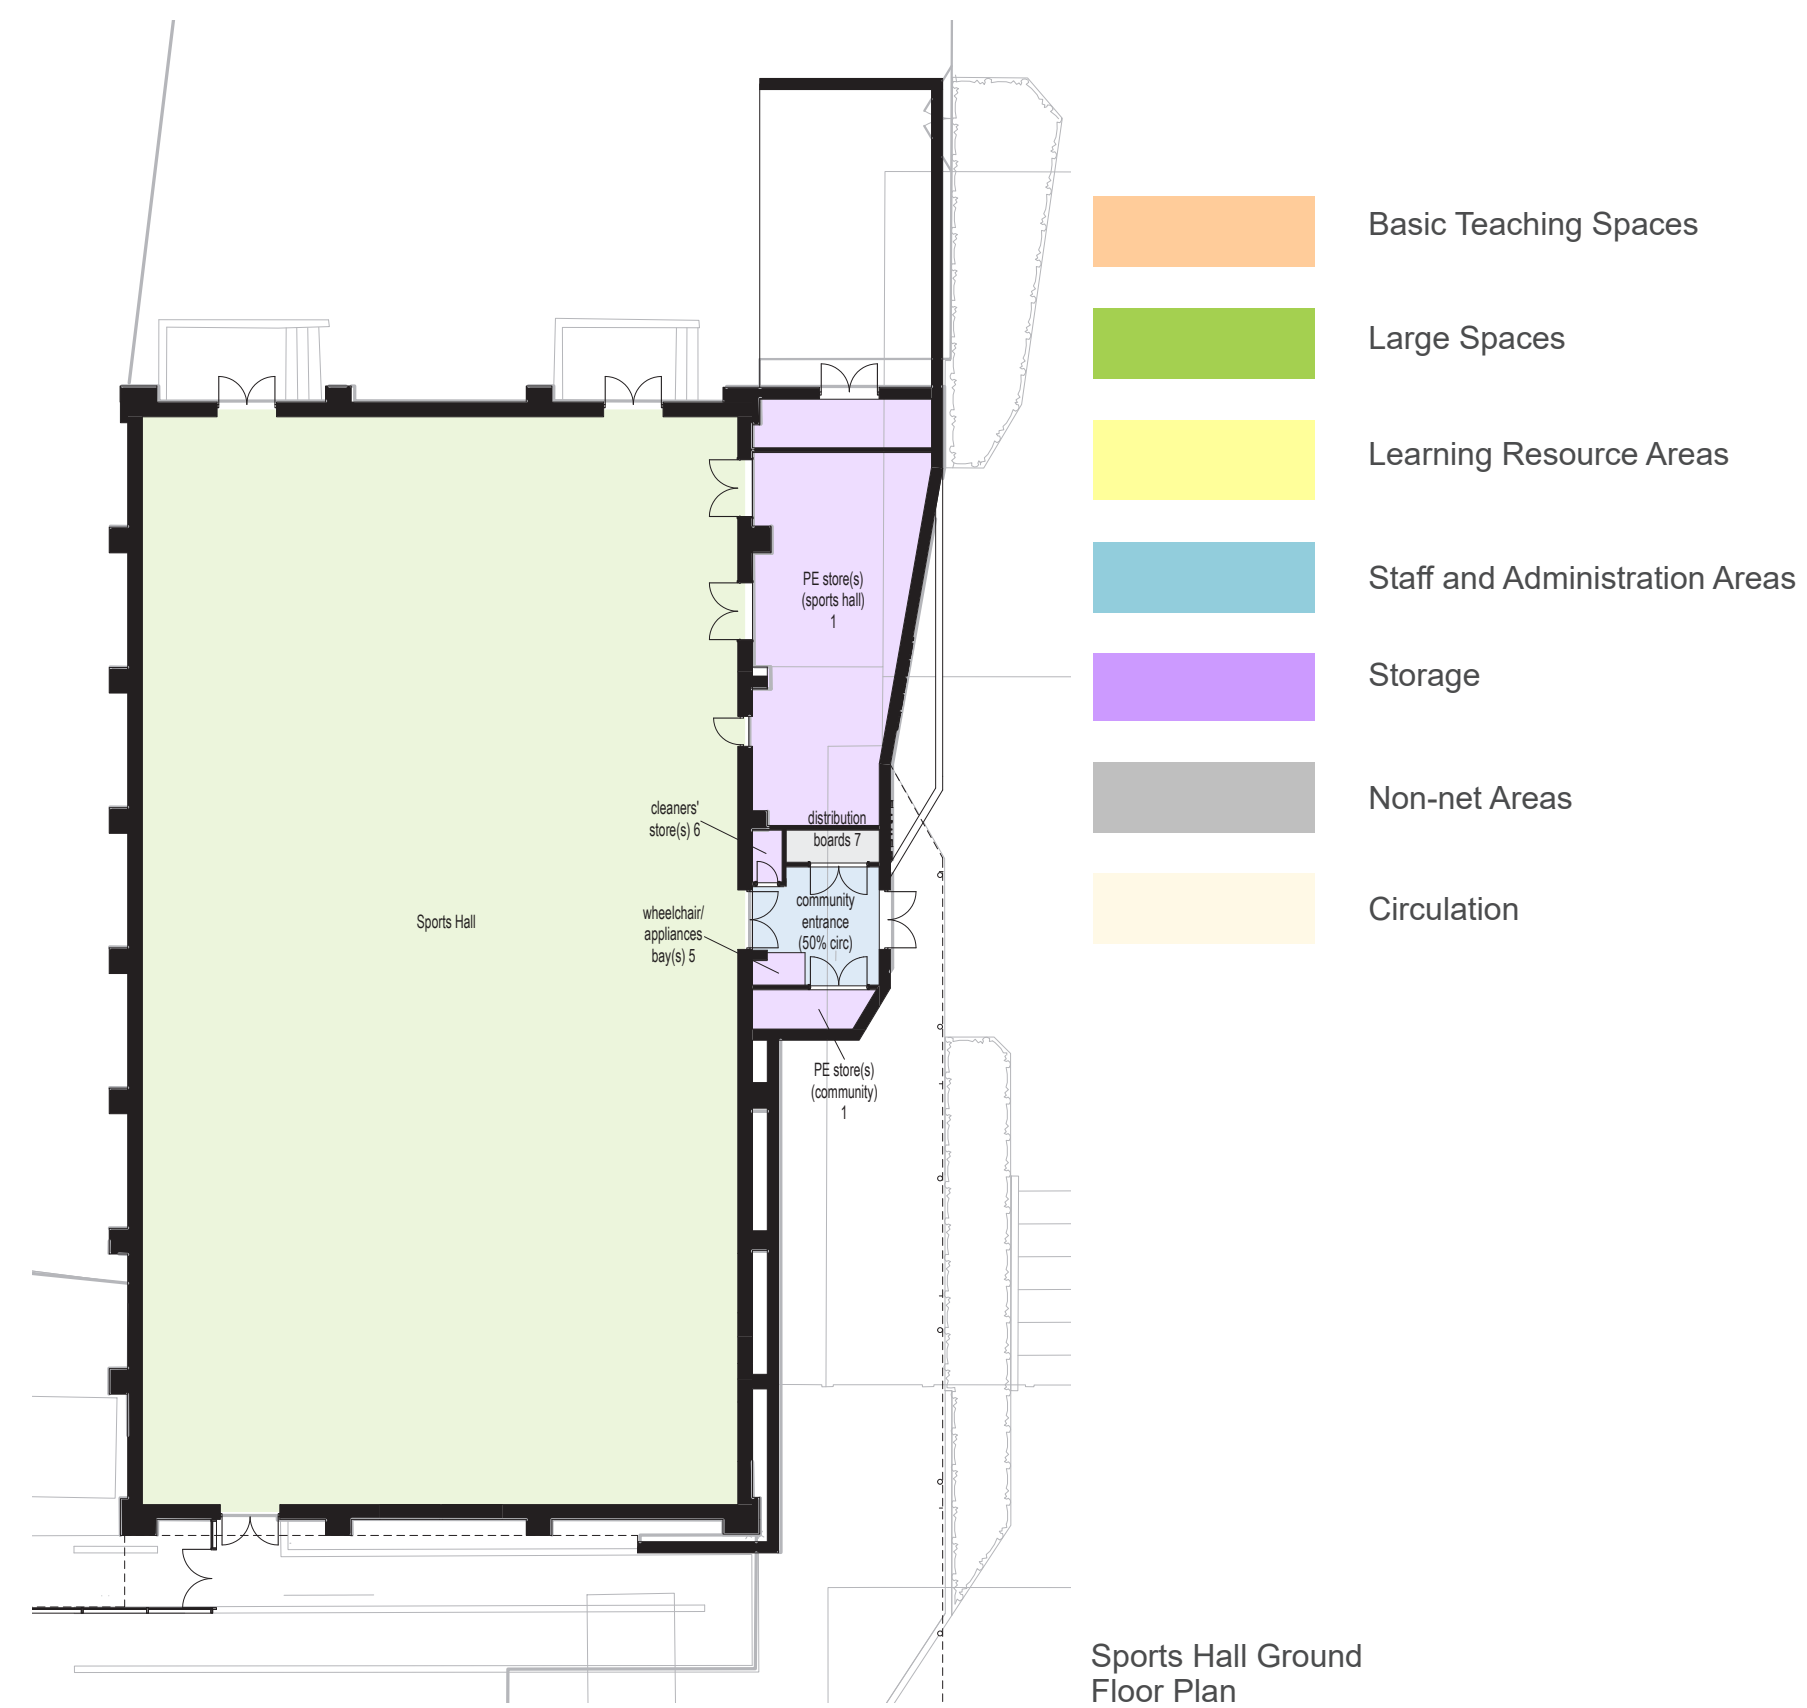 PE store(s)
(sports hall)
1
cleaners'
store(s) 6
distribution
boards 7
Sports Hall
wheelchair/
appliances
bay(s) 5
community
entrance
(50% circ)
PE store(s)
(community)
1
Basic Teaching Spaces
Large Spaces
Learning Resource Areas
Staff and Administration Areas
Storage
Non-net Areas
Circulation
Sports Hall Ground
Floor Plan